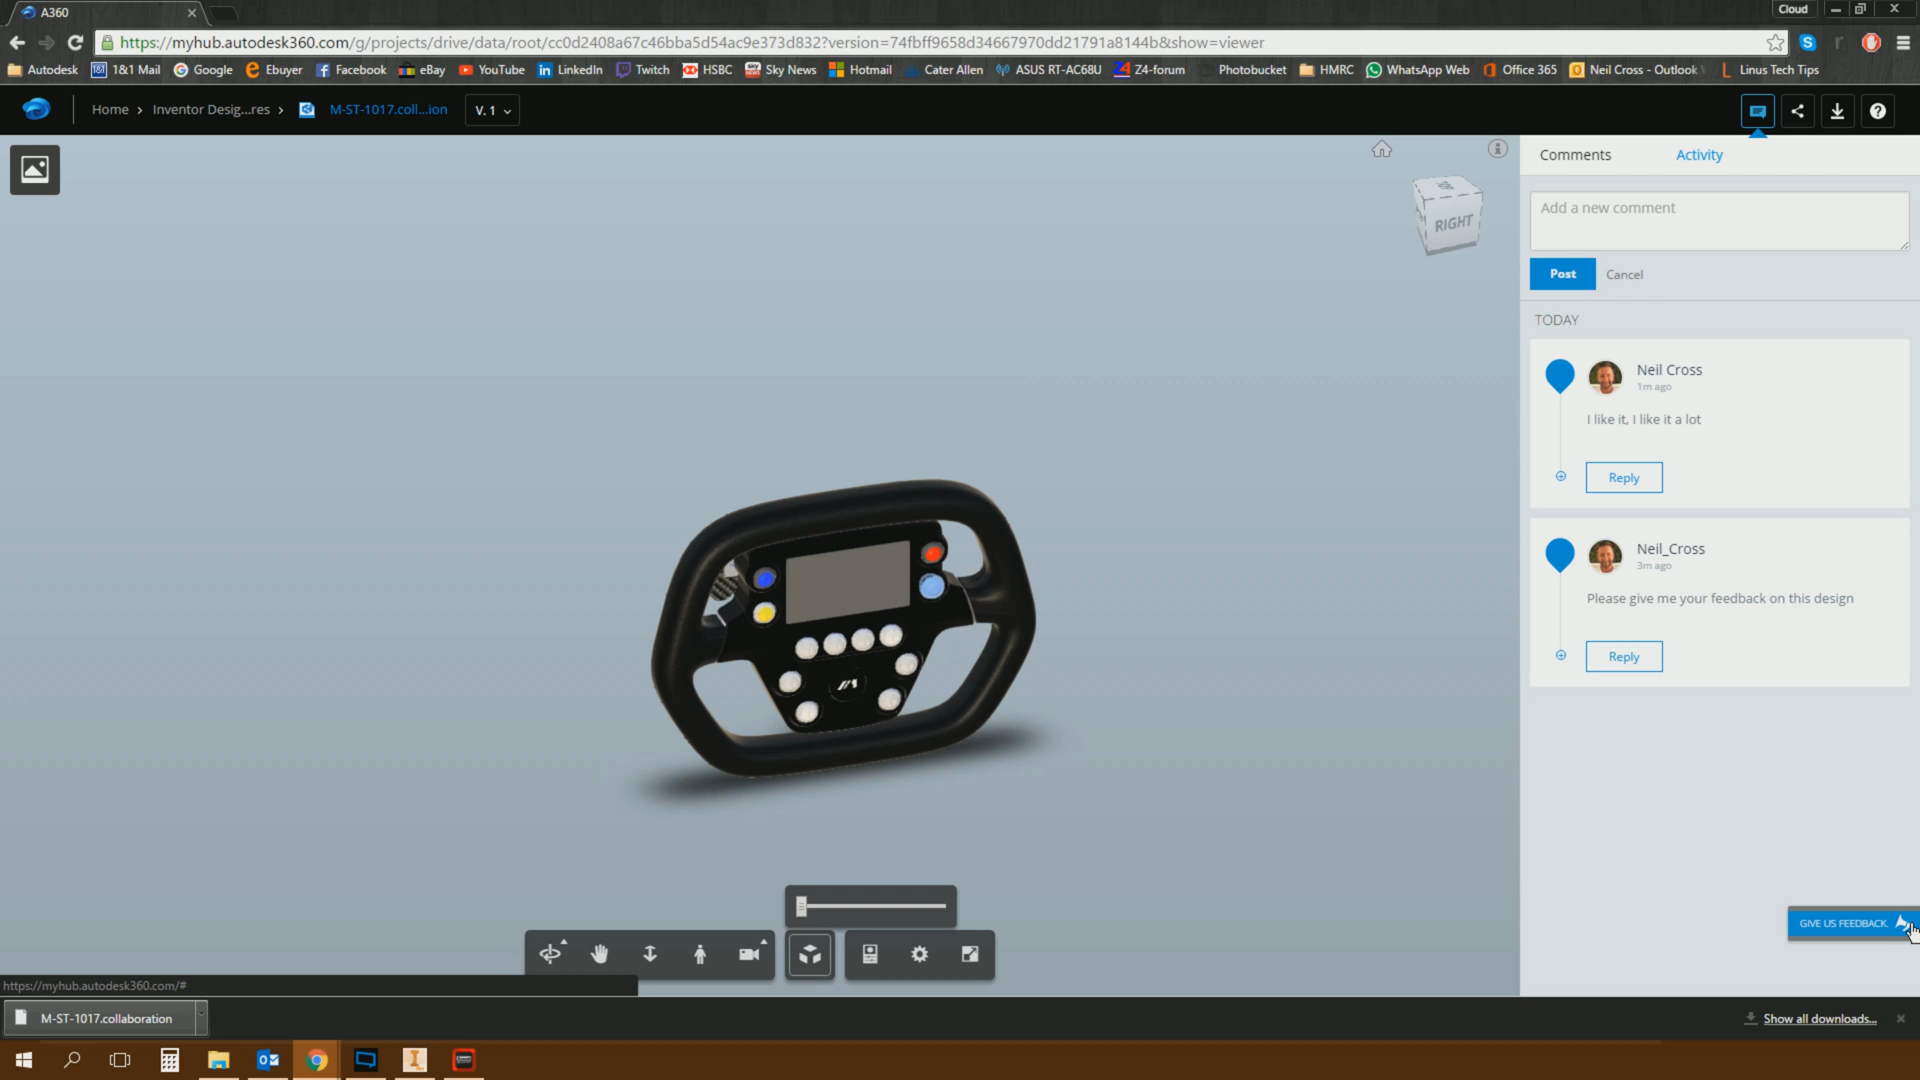 A360
Cloud
https://myhub.autodesk360.com/g/projects/drive/data/root/cc0d2408a67c46bba5d54ac9e373d832?version=74fbff9658d34667970dd21791a8144b&show=viewer
Autodesk 1&1 Mail Google Ebuyer Facebook eBay YouTube LinkedIn Twitch HSBC Sky News Hotmail Cater Allen ASUS RT-AC68U Z4-forum Photobucket HMRC WhatsApp Web Office 365 Neil Cross - Outlook Linus Tech Tips
Home > Inventor Desig...res > M-ST-1017.coll...ion V. 1
TOP
RIGHT
Comments Activity
Add a new comment
Post Cancel
TODAY
Neil Cross
1m ago
I like it, I like it a lot
Reply
Neil_Cross
3m ago
Please give me your feedback on this design
Reply
GIVE US FEEDBACK
https://myhub.autodesk360.com/#
M-ST-1017.collaboration
Show all downloads...